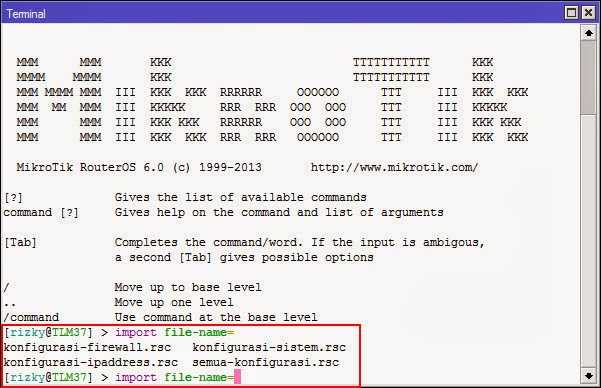 Terminal
MMM      MMM       KKK                          TTTTTTTTTTT      KKK
MMMM    MMMM       KKK                          TTTTTTTTTTT      KKK
MMM MMMM MMM  III  KKK  KKK  RRRRRR     OOOOOO      TTT     III  KKK  KKK
MMM  MM  MMM  III  KKKKK     RRR  RRR  OOO  OOO     TTT     III  KKKKK
MMM      MMM  III  KKK KKK   RRRRRR    OOO  OOO     TTT     III  KKK KKK
MMM      MMM  III  KKK  KKK  RRR  RRR   OOOOOO      TTT     III  KKK  KKK
MikroTik RouterOS 6.0 (c) 1999-2013       http://www.mikrotik.com/
[?]             Gives the list of available commands
command [?]     Gives help on the command and list of arguments
[Tab]           Completes the command/word. If the input is ambigous,
a second [Tab] gives possible options
/               Move up to base level
..              Move up one level
/command        Use command at the base level
[rizky@TLM37] > import file-name=
konfigurasi-firewall.rsc   konfigurasi-sistem.rsc
konfigurasi-ipaddress.rsc  semua-konfigurasi.rsc
[rizky@TLM37] > import file-name=